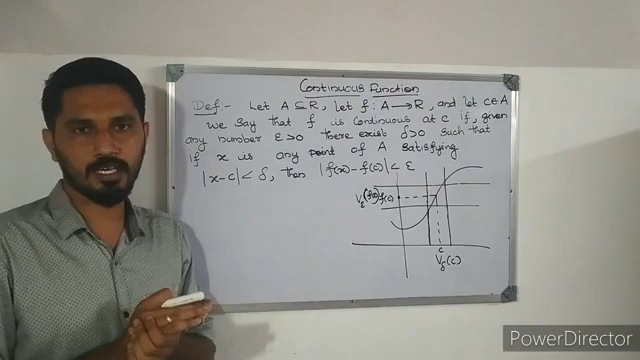 Continuous Function
Def:- Let A ⊆ R, let f : A ⟶ R, and let c ∈ A
we say that f is continuous at c if, given
any number ε>0 there exist δ>0 such that
if x is any point of A satisfying
|x-c| < δ, then |f(x)-f(c)| < ε
Vε(f(c)) f(c)
c
Vδ(c)
PowerDirector